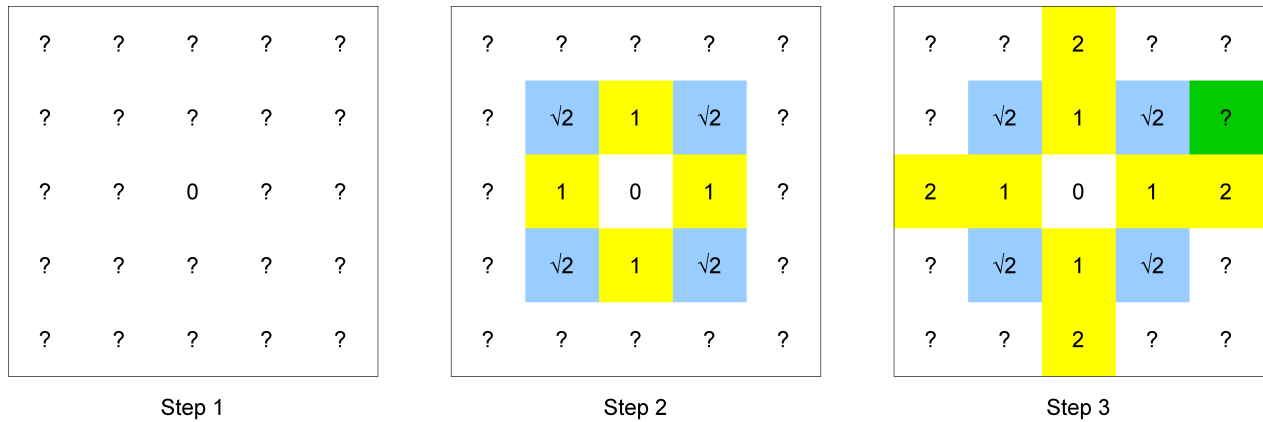 ? ? ? ? ?
? ? ? ? ?
? ? 0 ? ?
? ? ? ? ?
? ? ? ? ?
Step 1
? ? ? ? ?
? √2 1 √2 ?
? 1 0 1 ?
? √2 1 √2 ?
? ? ? ? ?
Step 2
? ? 2 ? ?
? √2 1 √2 ?
2 1 0 1 2
? √2 1 √2 ?
? ? 2 ? ?
Step 3